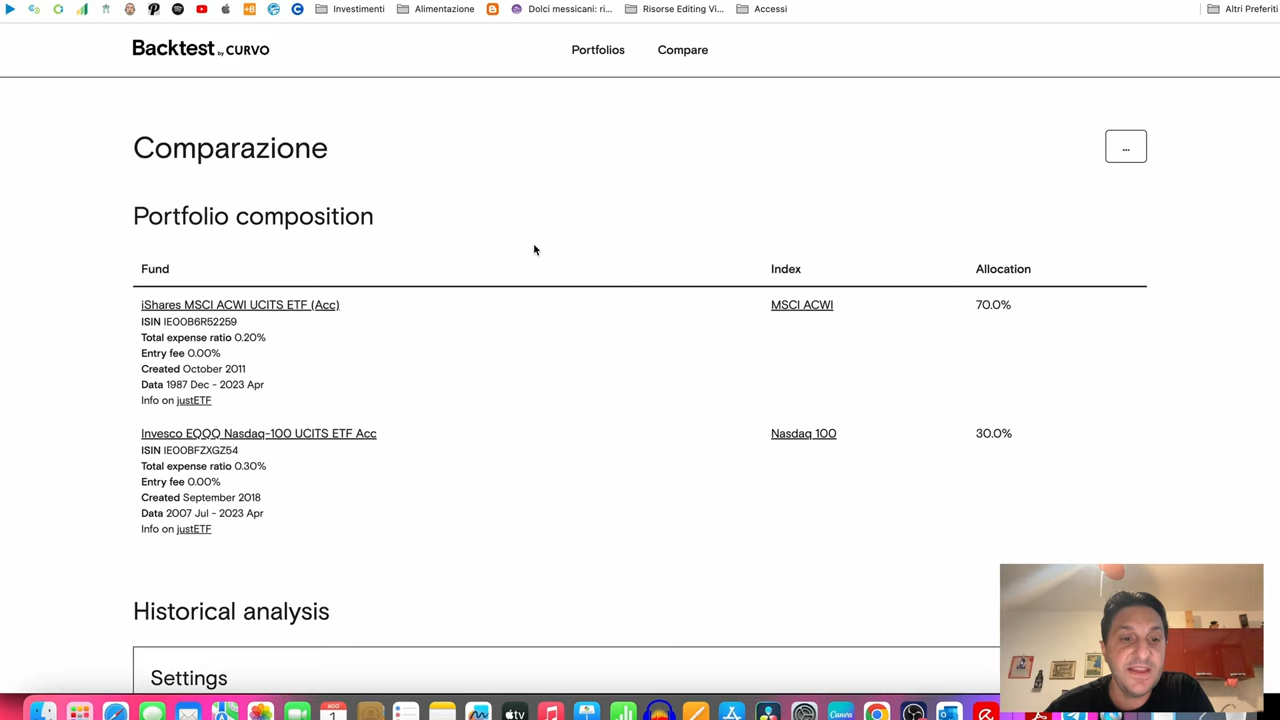 Investimenti
Alimentazione
Dolci messicani: ri...
Risorse Editing Vi...
Accessi
Altri Preferiti
Backtest by CURVO
Portfolios
Compare
Comparazione
...
Portfolio composition
Fund
Index
Allocation
iShares MSCI ACWI UCITS ETF (Acc)
MSCI ACWI
70.0%
ISIN IE00B6R52259
Total expense ratio 0.20%
Entry fee 0.00%
Created October 2011
Data 1987 Dec - 2023 Apr
Info on justETF
Invesco EQQQ Nasdaq-100 UCITS ETF Acc
Nasdaq 100
30.0%
ISIN IE00BFZXGZ54
Total expense ratio 0.30%
Entry fee 0.00%
Created September 2018
Data 2007 Jul - 2023 Apr
Info on justETF
Historical analysis
Settings
AGO
1
tv
Canva